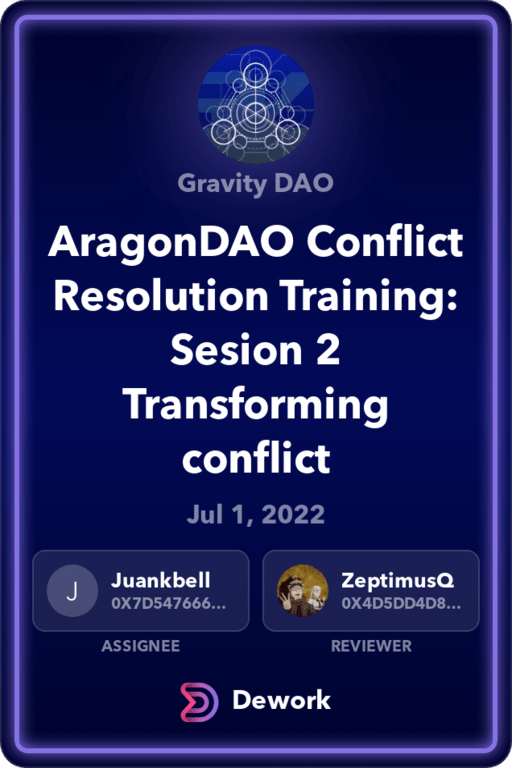 Gravity DAO
AragonDAO Conflict
Resolution Training:
Sesion 2
Transforming
conflict
Jul 1, 2022
J
Juankbell
0X7D547666...
ASSIGNEE
ZeptimusQ
0X4D5DD4D8...
REVIEWER
Dework